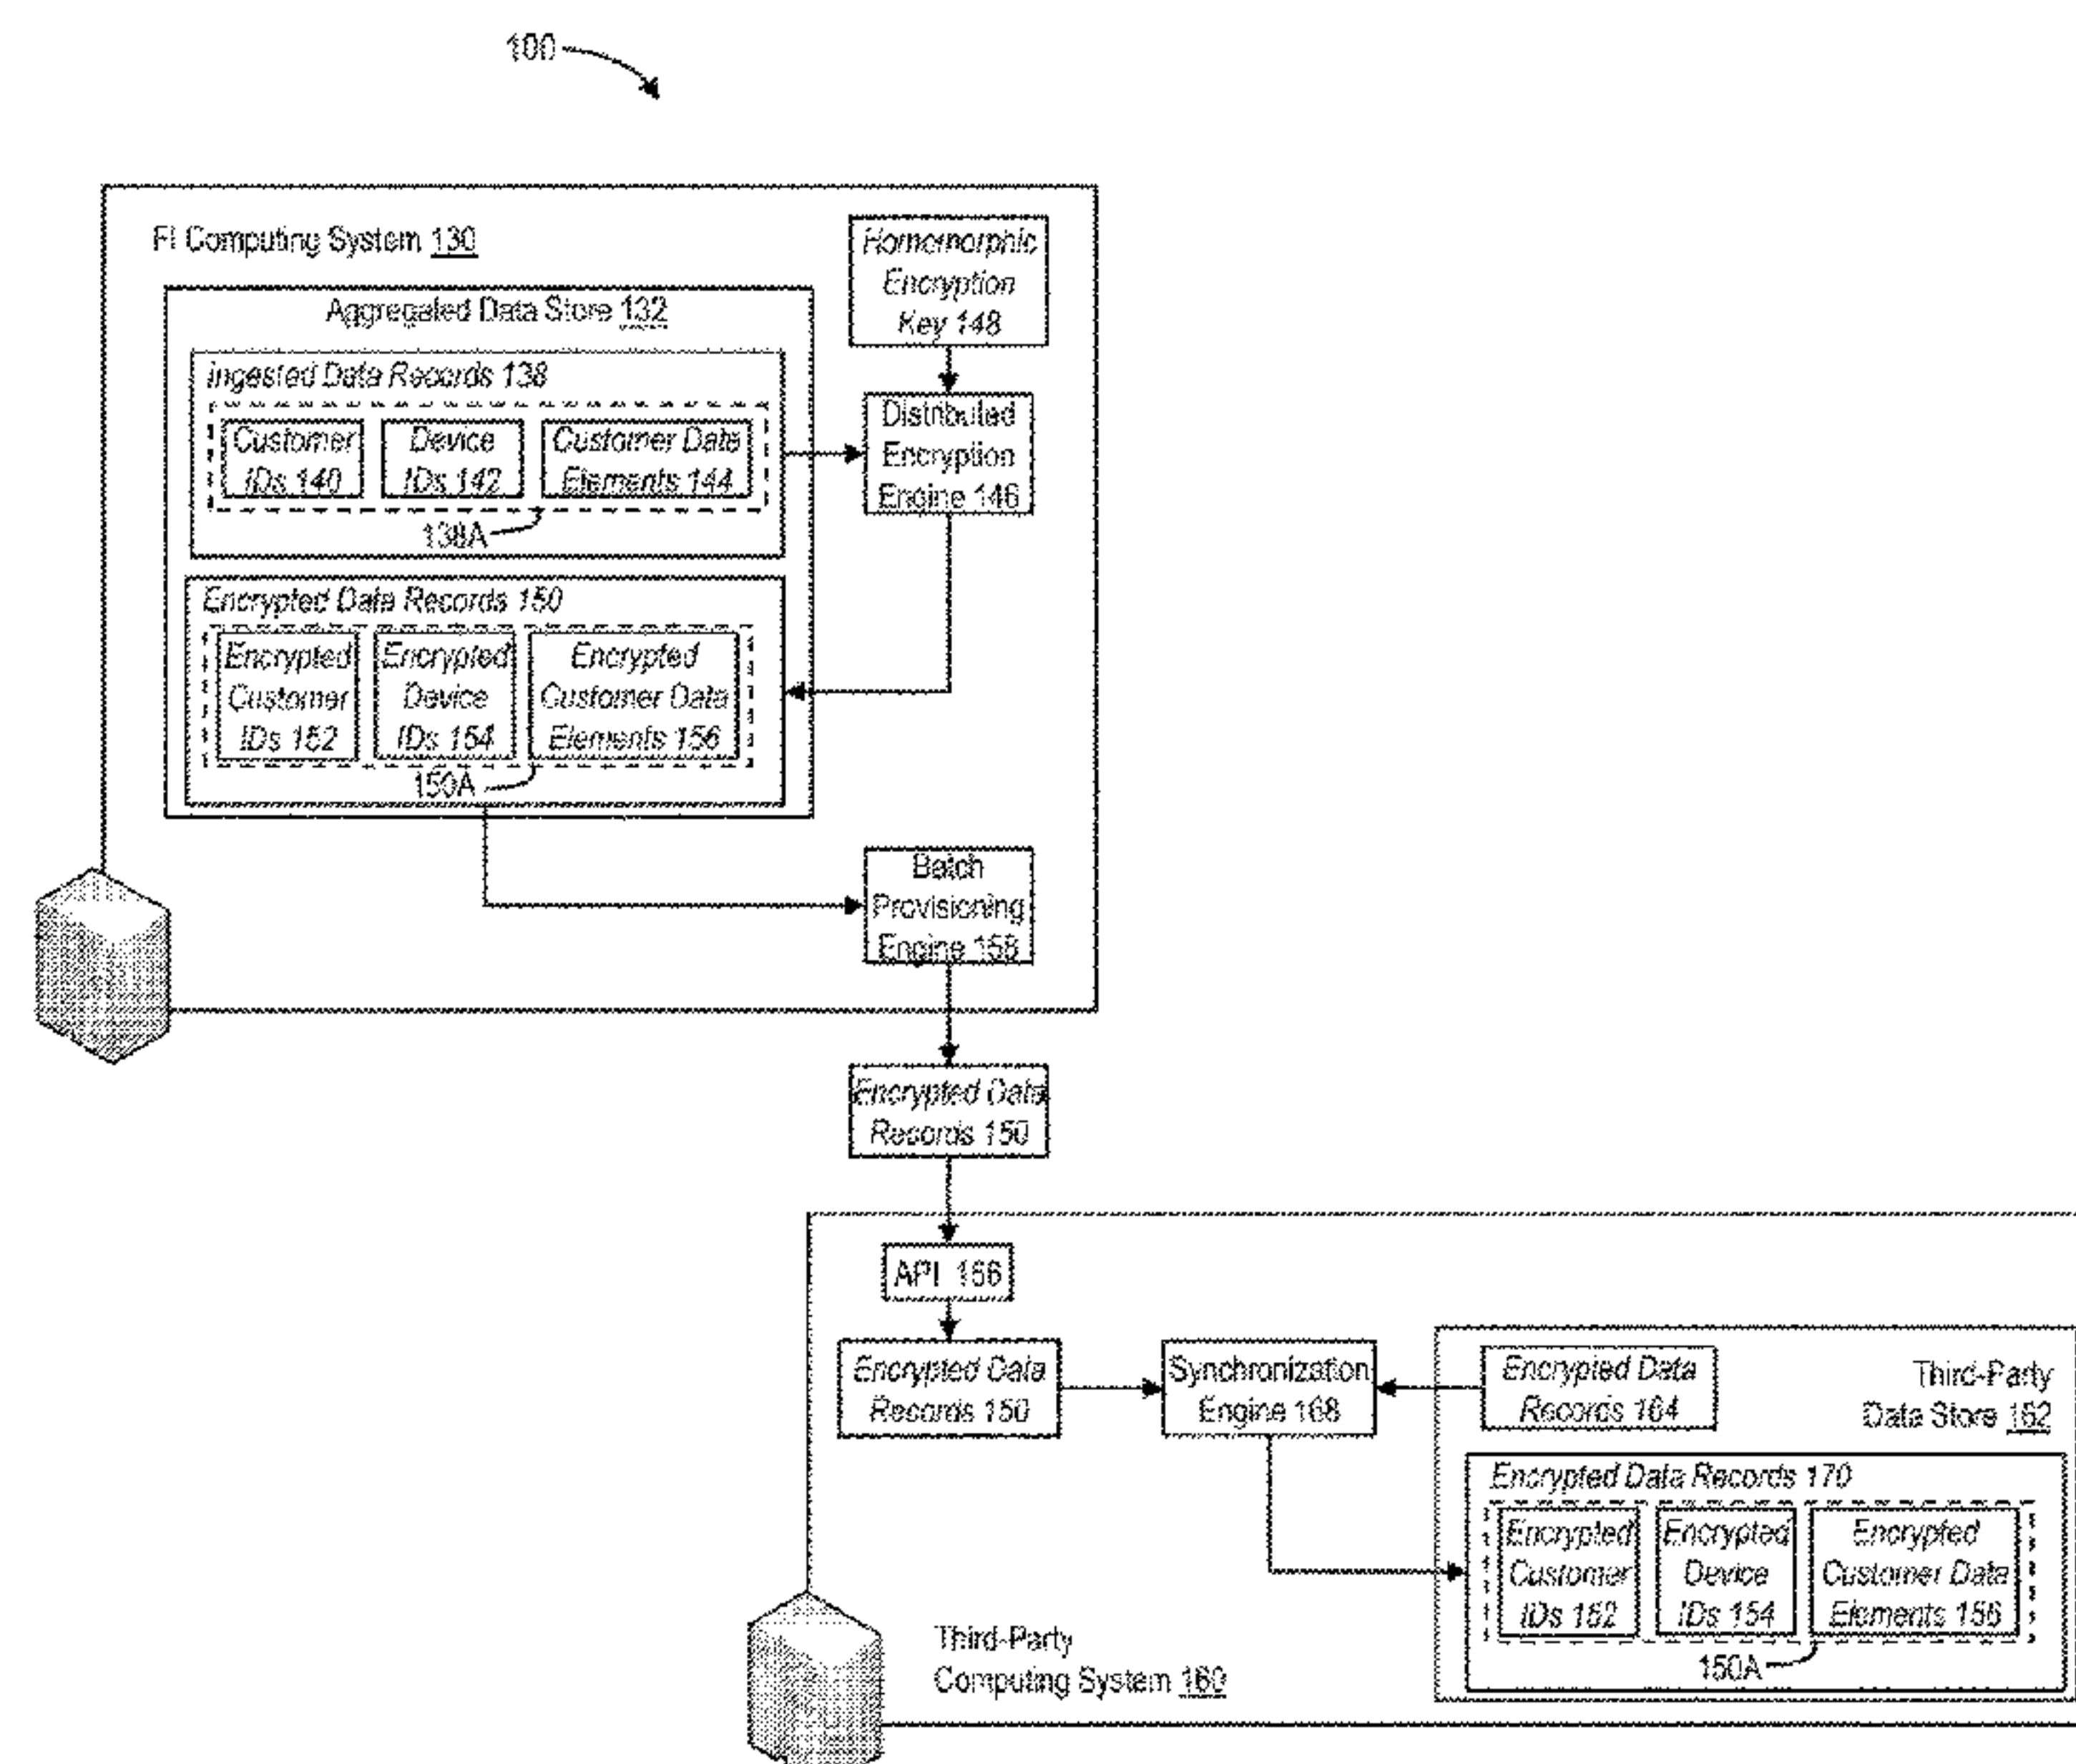 100
FI Computing System 130
Homomorphic
Encryption
Key 148
Aggregated Data Store 132
Ingested Data Records 138
Customer
IDs 140
Device
IDs 142
Customer Data
Elements 144
138A
Distributed
Encryption
Engine 146
Encrypted Data Records 150
Encrypted
Customer
IDs 152
Encrypted
Device
IDs 154
Encrypted
Customer Data
Elements 156
150A
Batch
Provisioning
Engine 158
Encrypted Data
Records 150
API 166
Encrypted Data
Records 150
Synchronization
Engine 168
Encrypted Data
Records 164
Third-Party
Data Store 162
Encrypted Data Records 170
Encrypted
Customer
IDs 152
Encrypted
Device
IDs 154
Encrypted
Customer Data
Elements 156
150A
Third-Party
Computing System 160